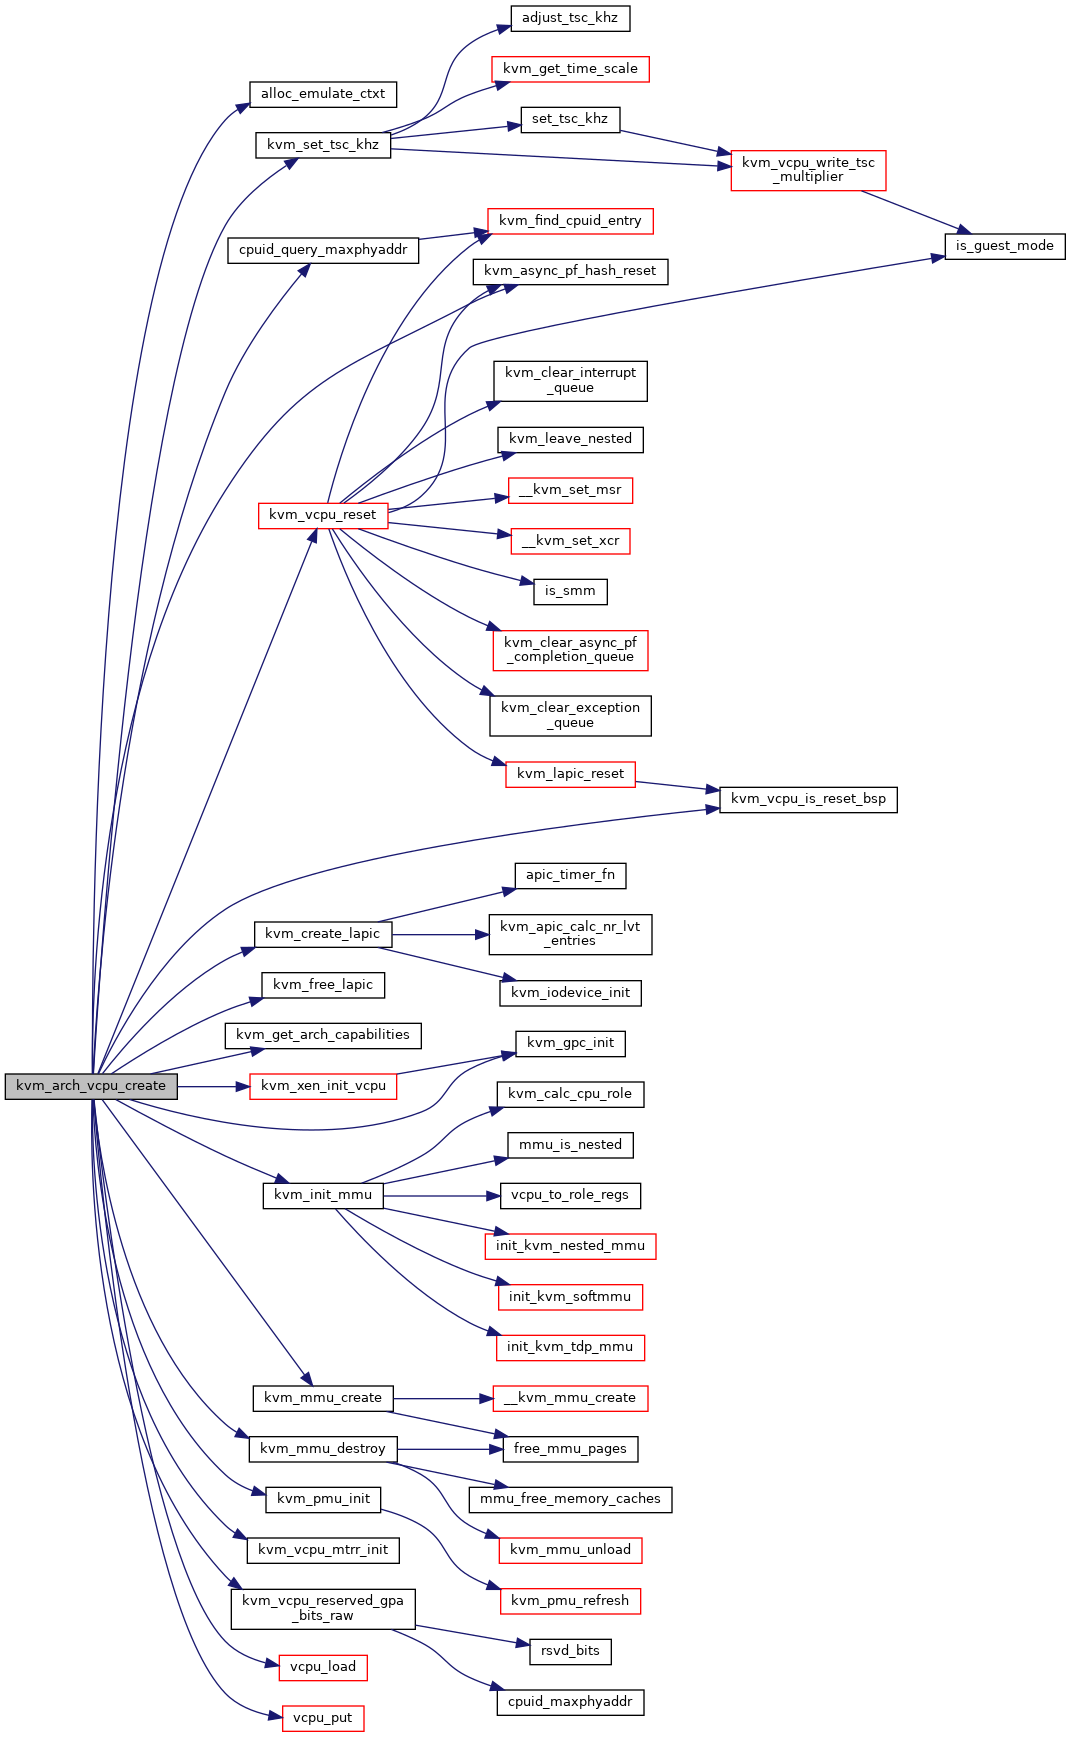 adjust_tsc_khz
kvm_get_time_scale
alloc_emulate_ctxt
set_tsc_khz
kvm_set_tsc_khz
kvm_vcpu_write_tsc
_multiplier
kvm_find_cpuid_entry
cpuid_query_maxphyaddr
is_guest_mode
kvm_async_pf_hash_reset
kvm_clear_interrupt
_queue
kvm_leave_nested
__kvm_set_msr
kvm_vcpu_reset
__kvm_set_xcr
is_smm
kvm_clear_async_pf
_completion_queue
kvm_clear_exception
_queue
kvm_lapic_reset
kvm_vcpu_is_reset_bsp
apic_timer_fn
kvm_create_lapic
kvm_apic_calc_nr_lvt
_entries
kvm_free_lapic
kvm_iodevice_init
kvm_get_arch_capabilities
kvm_gpc_init
kvm_arch_vcpu_create
kvm_xen_init_vcpu
kvm_calc_cpu_role
mmu_is_nested
kvm_init_mmu
vcpu_to_role_regs
init_kvm_nested_mmu
init_kvm_softmmu
init_kvm_tdp_mmu
kvm_mmu_create
__kvm_mmu_create
kvm_mmu_destroy
free_mmu_pages
kvm_pmu_init
mmu_free_memory_caches
kvm_vcpu_mtrr_init
kvm_mmu_unload
kvm_vcpu_reserved_gpa
_bits_raw
kvm_pmu_refresh
rsvd_bits
vcpu_load
cpuid_maxphyaddr
vcpu_put